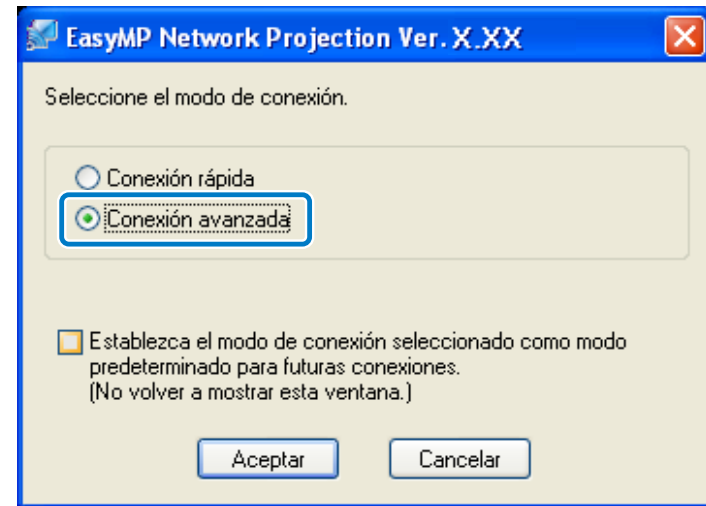 EasyMP Network Projection Ver. X.XX
Seleccione el modo de conexión.
Conexión rápida
Conexión avanzada
Establezca el modo de conexión seleccionado como modo
predeterminado para futuras conexiones.
(No volver a mostrar esta ventana.)
Aceptar Cancelar